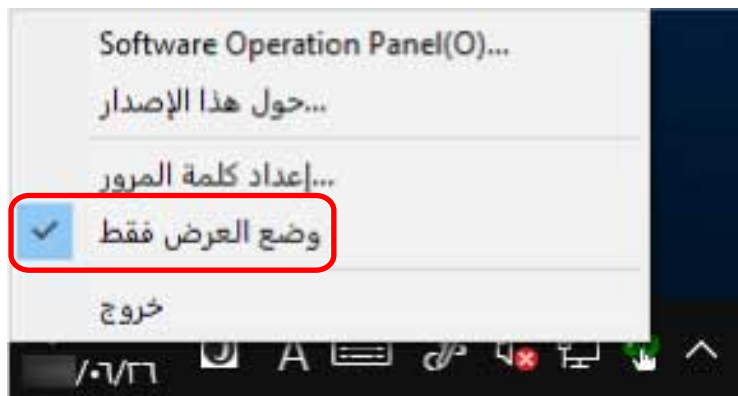 Software Operation Panel(O)...
حول هذا الإصدار...
إعداد كلمة المرور...
وضع العرض فقط
خروج
A
/٠٦/٢٦